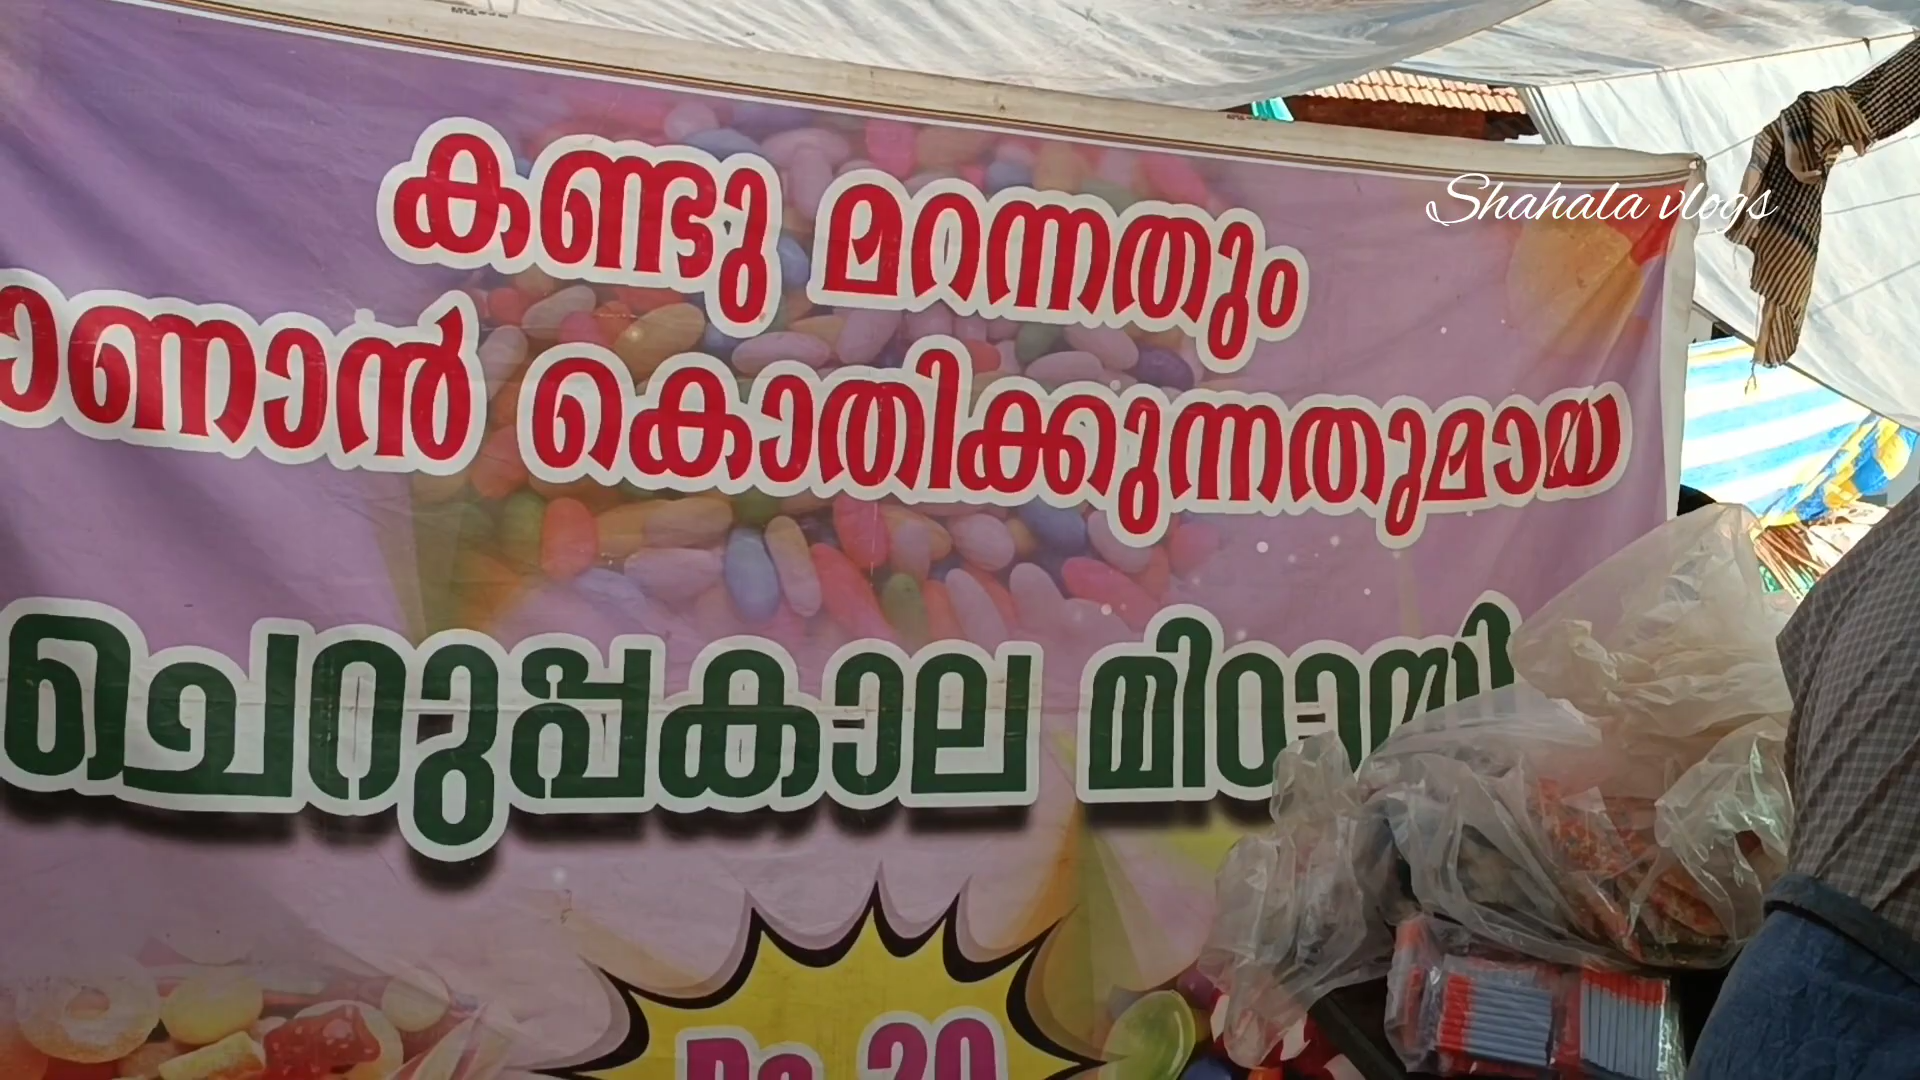 കണ്ടു മറന്നതും
Shahala vlogs
കാണാൻ കൊതിക്കുന്നതുമായ
ചെറുപ്പകാല മിഠായി
Rs. 20